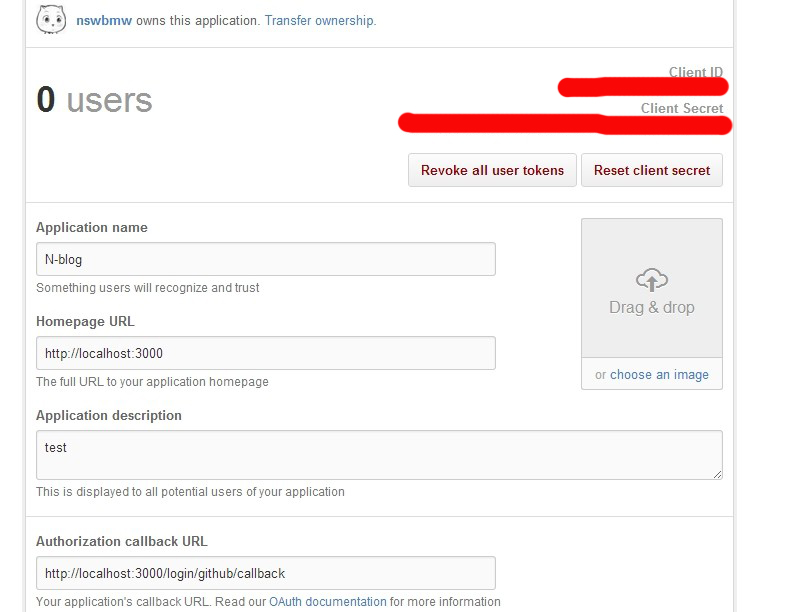 nswbmw owns this application. Transfer ownership.
0 users
Client ID
Client Secret
Revoke all user tokens
Reset client secret
Application name
N-blog
Something users will recognize and trust
Drag & drop
or choose an image
Homepage URL
http://localhost:3000
The full URL to your application homepage
Application description
test
This is displayed to all potential users of your application
Authorization callback URL
http://localhost:3000/login/github/callback
Your application's callback URL. Read our OAuth documentation for more information